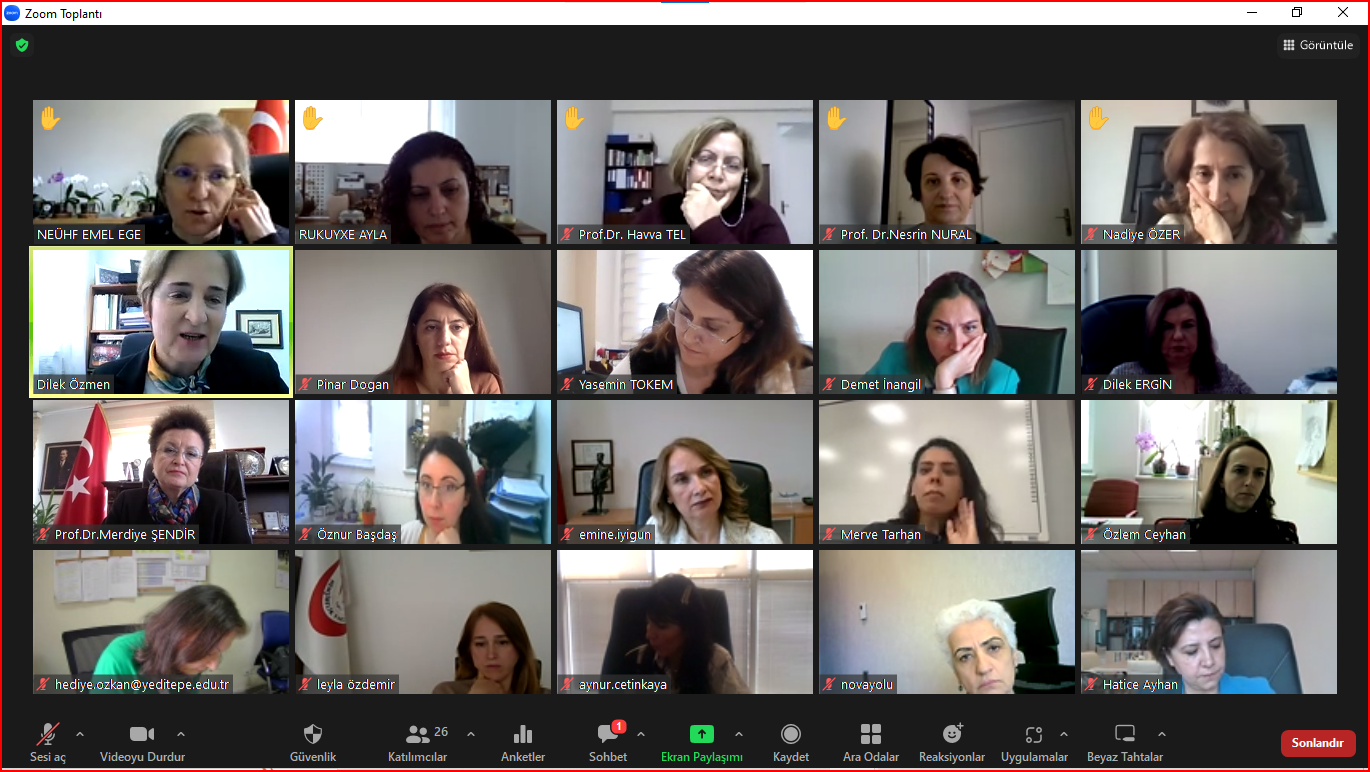 zoom
Zoom Toplantı
Görüntüle
NEÜHF EMEL EGE
RUKUYXE AYLA
Prof.Dr. Havva TEL
Prof. Dr.Nesrin NURAL
Nadiye ÖZER
Dilek Özmen
Pinar Dogan
Yasemin TOKEM
Demet İnangil
Dilek ERGİN
Prof.Dr.Merdiye ŞENDİR
Öznur Başdaş
emine.iyigun
Merve Tarhan
Özlem Ceyhan
hediye.ozkan@yeditepe.edu.tr
leyla özdemir
aynur.cetinkaya
novayolu
Hatice Ayhan
Sesi aç
Videoyu Durdur
Güvenlik
26
Katılımcılar
Anketler
1
Sohbet
Ekran Paylaşımı
Kaydet
Ara Odalar
Reaksiyonlar
Uygulamalar
Beyaz Tahtalar
Sonlandır